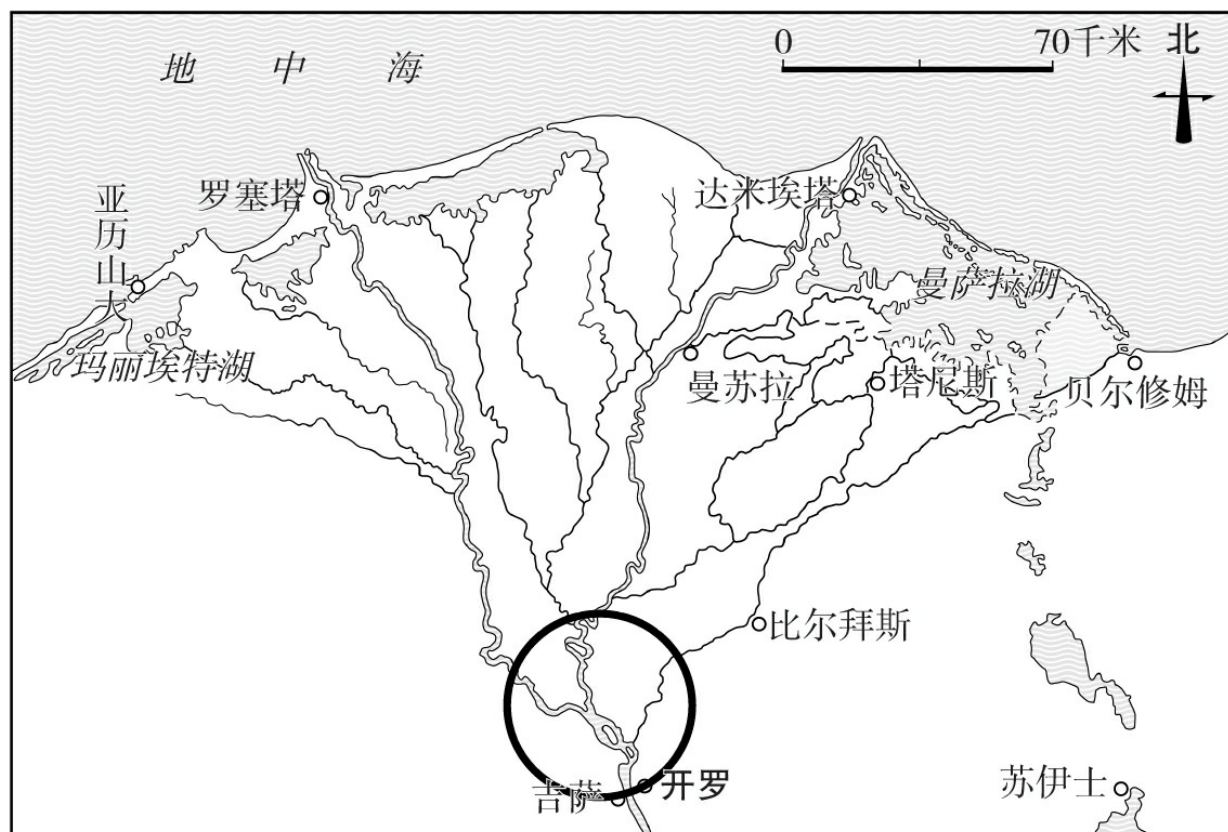 地中海
0 70千米 北
罗塞塔
达米埃塔
亚历山大
曼萨拉湖
玛丽埃特湖
曼苏拉
塔尼斯
贝尔修姆
比尔拜斯
吉萨
开罗
苏伊士